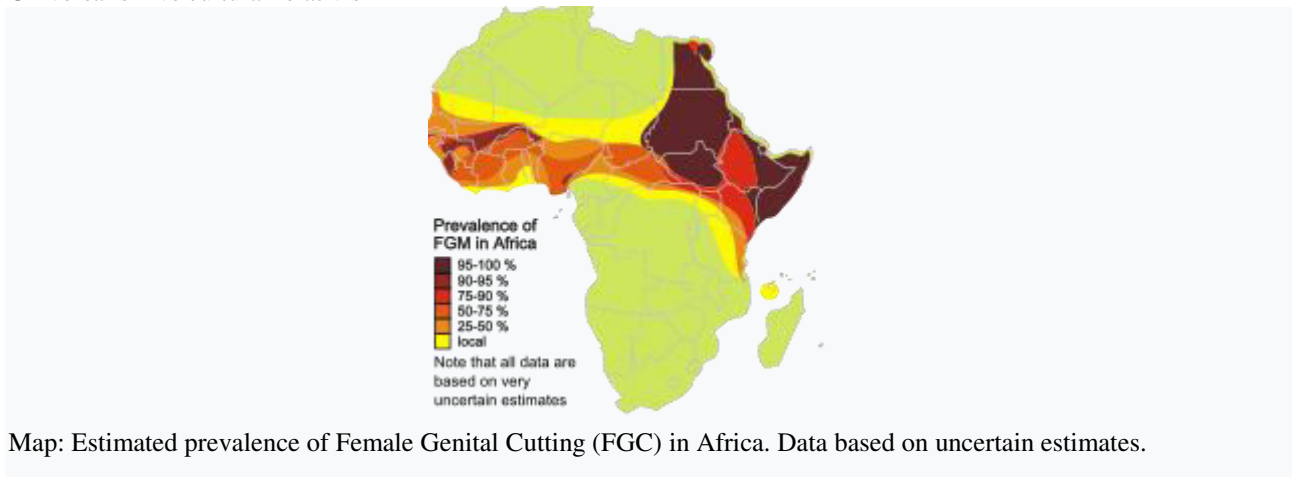 Prevalence of
FGM in Africa
95-100 %
90-95 %
75-90 %
50-75 %
25-50 %
local
Note that all data are
based on very
uncertain estimates
Map: Estimated prevalence of Female Genital Cutting (FGC) in Africa. Data based on uncertain estimates.